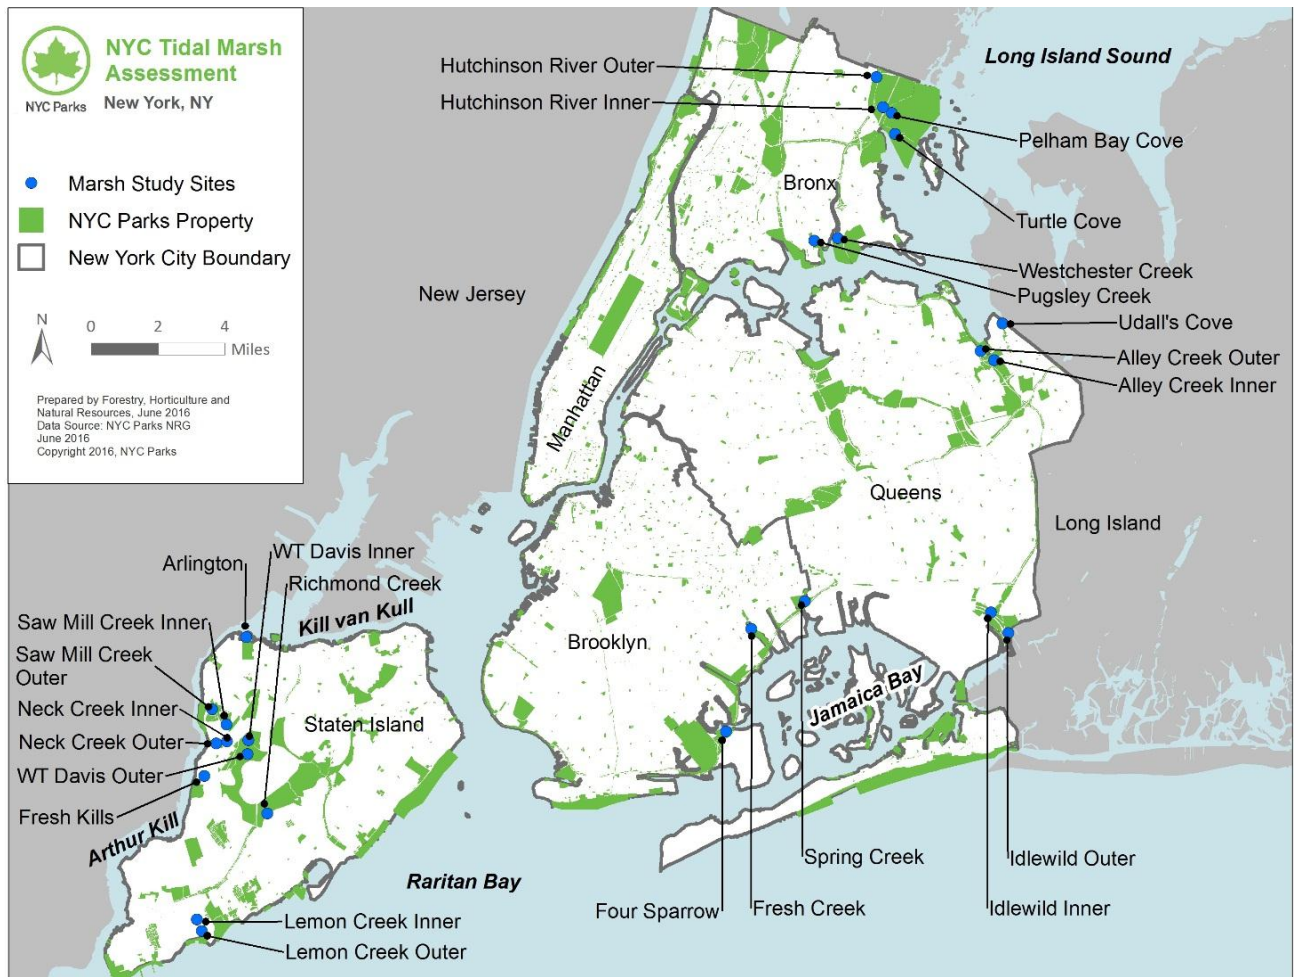 NYC Tidal Marsh
Assessment
NYC Parks
New York, NY
Marsh Study Sites
NYC Parks Property
New York City Boundary
N
0 2 4
Miles
Prepared by Forestry, Horticulture and
Natural Resources, June 2016
Data Source: NYC Parks NRG
June 2016
Copyright 2016, NYC Parks
Long Island Sound
Hutchinson River Outer
Hutchinson River Inner
Pelham Bay Cove
Bronx
Turtle Cove
Westchester Creek
Pugsley Creek
New Jersey
Udall's Cove
Alley Creek Outer
Alley Creek Inner
Manhattan
Queens
Long Island
WT Davis Inner
Arlington
Richmond Creek
Kill van Kull
Saw Mill Creek Inner
Saw Mill Creek
Outer
Neck Creek Inner
Neck Creek Outer
WT Davis Outer
Fresh Kills
Arthur Kill
Staten Island
Brooklyn
Jamaica Bay
Raritan Bay
Spring Creek
Idlewild Outer
Four Sparrow
Fresh Creek
Idlewild Inner
Lemon Creek Inner
Lemon Creek Outer